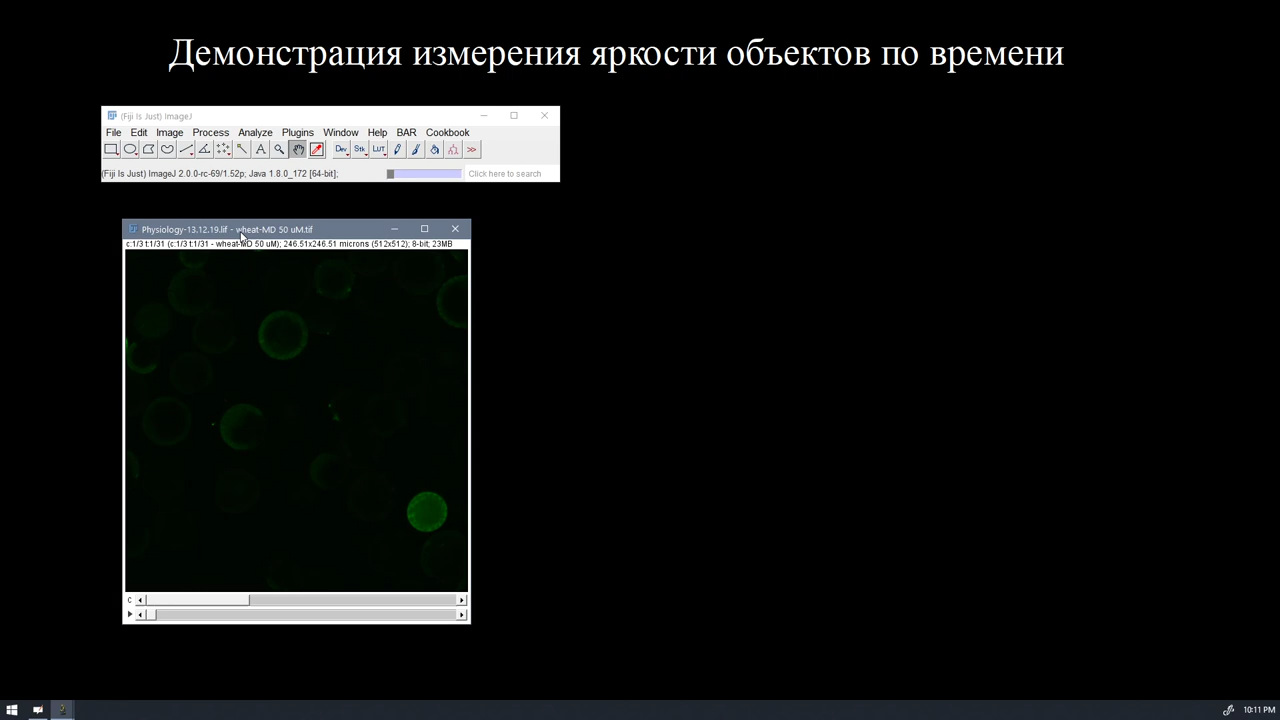 Демонстрация измерения яркости объектов по времени
(Fiji Is Just) ImageJ
File Edit Image Process Analyze Plugins Window Help BAR Cookbook
Dev Stk LUT >>
(Fiji Is Just) ImageJ 2.0.0-rc-69/1.52p; Java 1.8.0_172 [64-bit];
Click here to search
Physiology-13.12.19.lif - wheat-MD 50 uM.tif
c:1/3 t:1/31 (c:1/3 t:1/31 - wheat-MD 50 uM); 246.51x246.51 microns (512x512); 8-bit; 23MB
c
10:11 PM